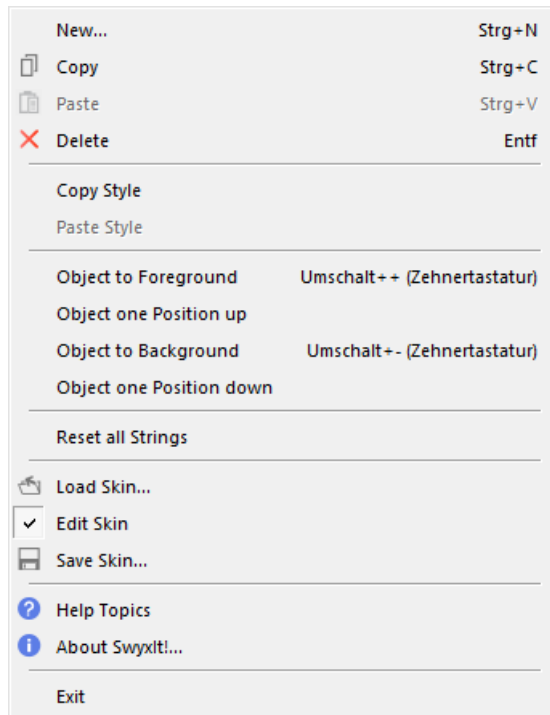 New... Strg+N
Copy Strg+C
Paste Strg+V
Delete Entf
Copy Style
Paste Style
Object to Foreground Umschalt++ (Zehnertastatur)
Object one Position up
Object to Background Umschalt+- (Zehnertastatur)
Object one Position down
Reset all Strings
Load Skin...
Edit Skin
Save Skin...
Help Topics
About SwyxIt!...
Exit